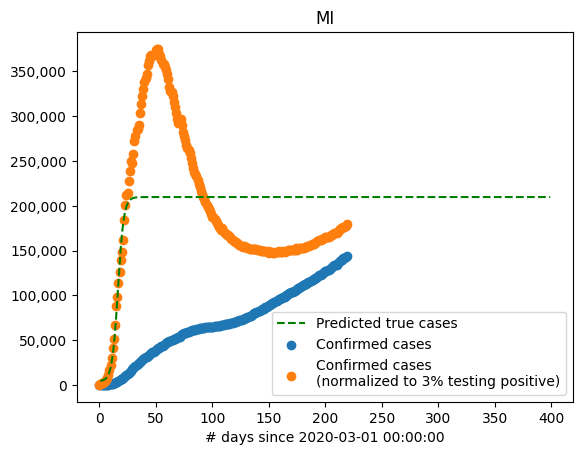 MI
350,000
300,000
250,000
200,000
150,000
100,000
50,000
0
Predicted true cases
Confirmed cases
Confirmed cases
(normalized to 3% testing positive)
0 50 100 150 200 250 300 350 400
# days since 2020-03-01 00:00:00